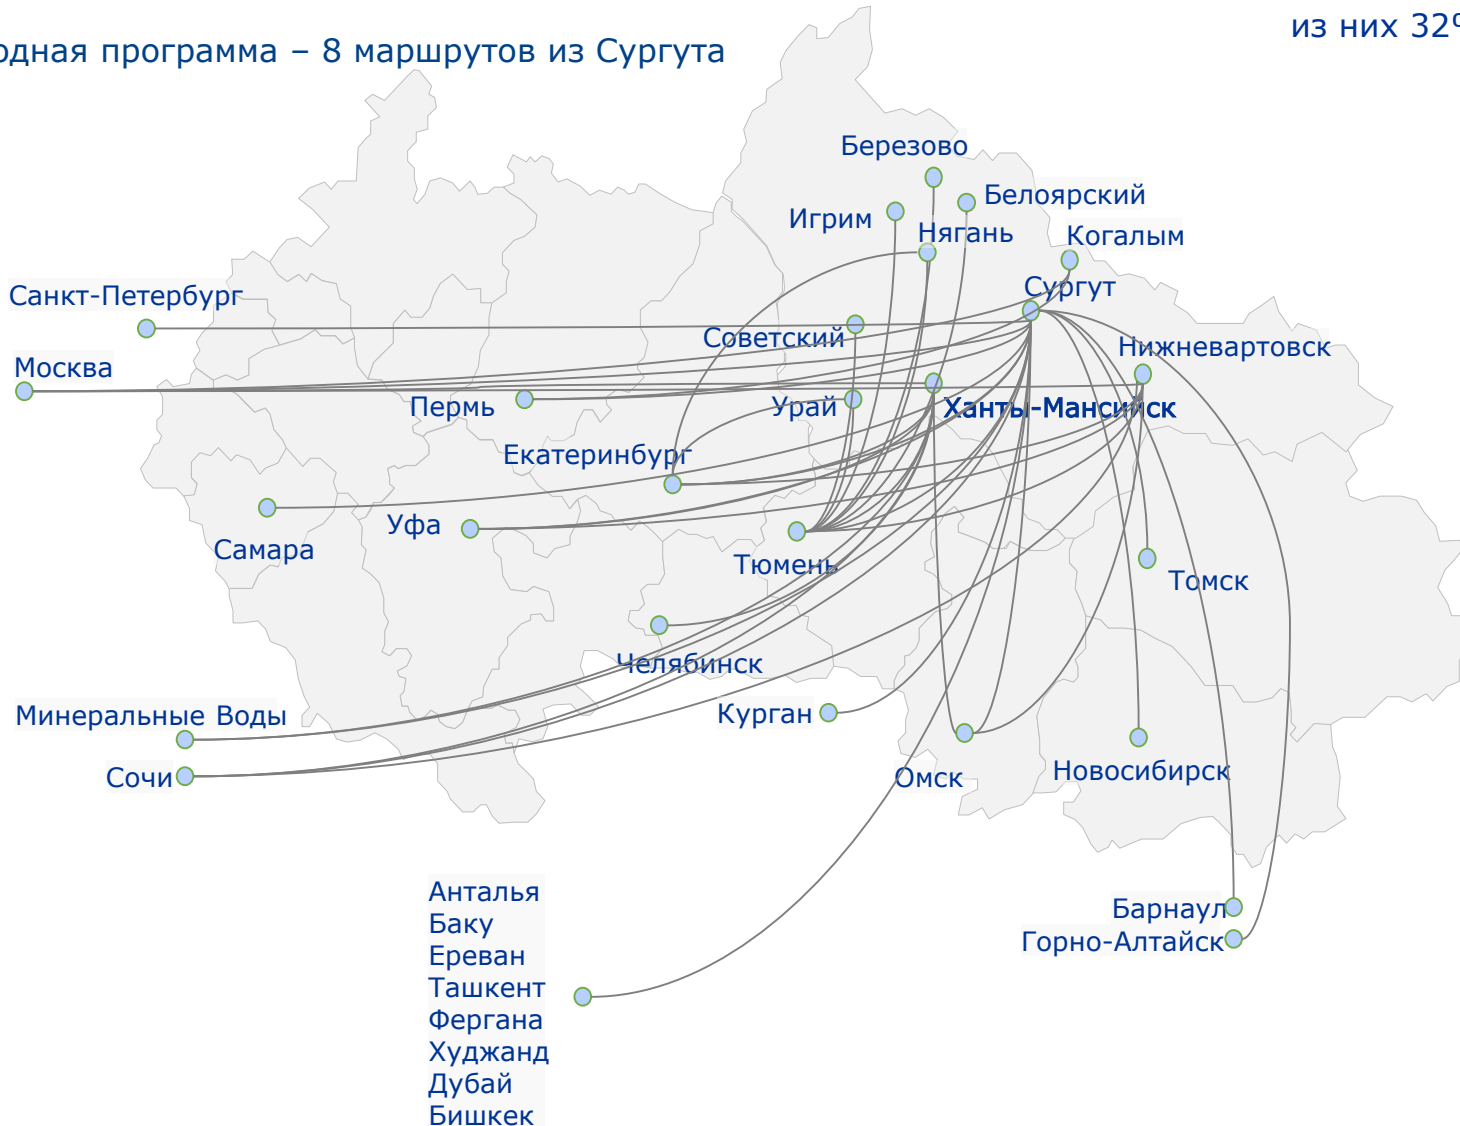 из них 32%
одная программа – 8 маршрутов из Сургута
Березово
Белоярский
Игрим
Нягань
Когалым
Сургут
Санкт-Петербург
Советский
Нижневартовск
Москва
Пермь
Урай
Ханты-Мансийск
Екатеринбург
Уфа
Самара
Тюмень
Томск
Челябинск
Минеральные Воды
Курган
Сочи
Омск
Новосибирск
Анталья
Баку
Ереван
Ташкент
Фергана
Худжанд
Дубай
Бишкек
Барнаул
Горно-Алтайск